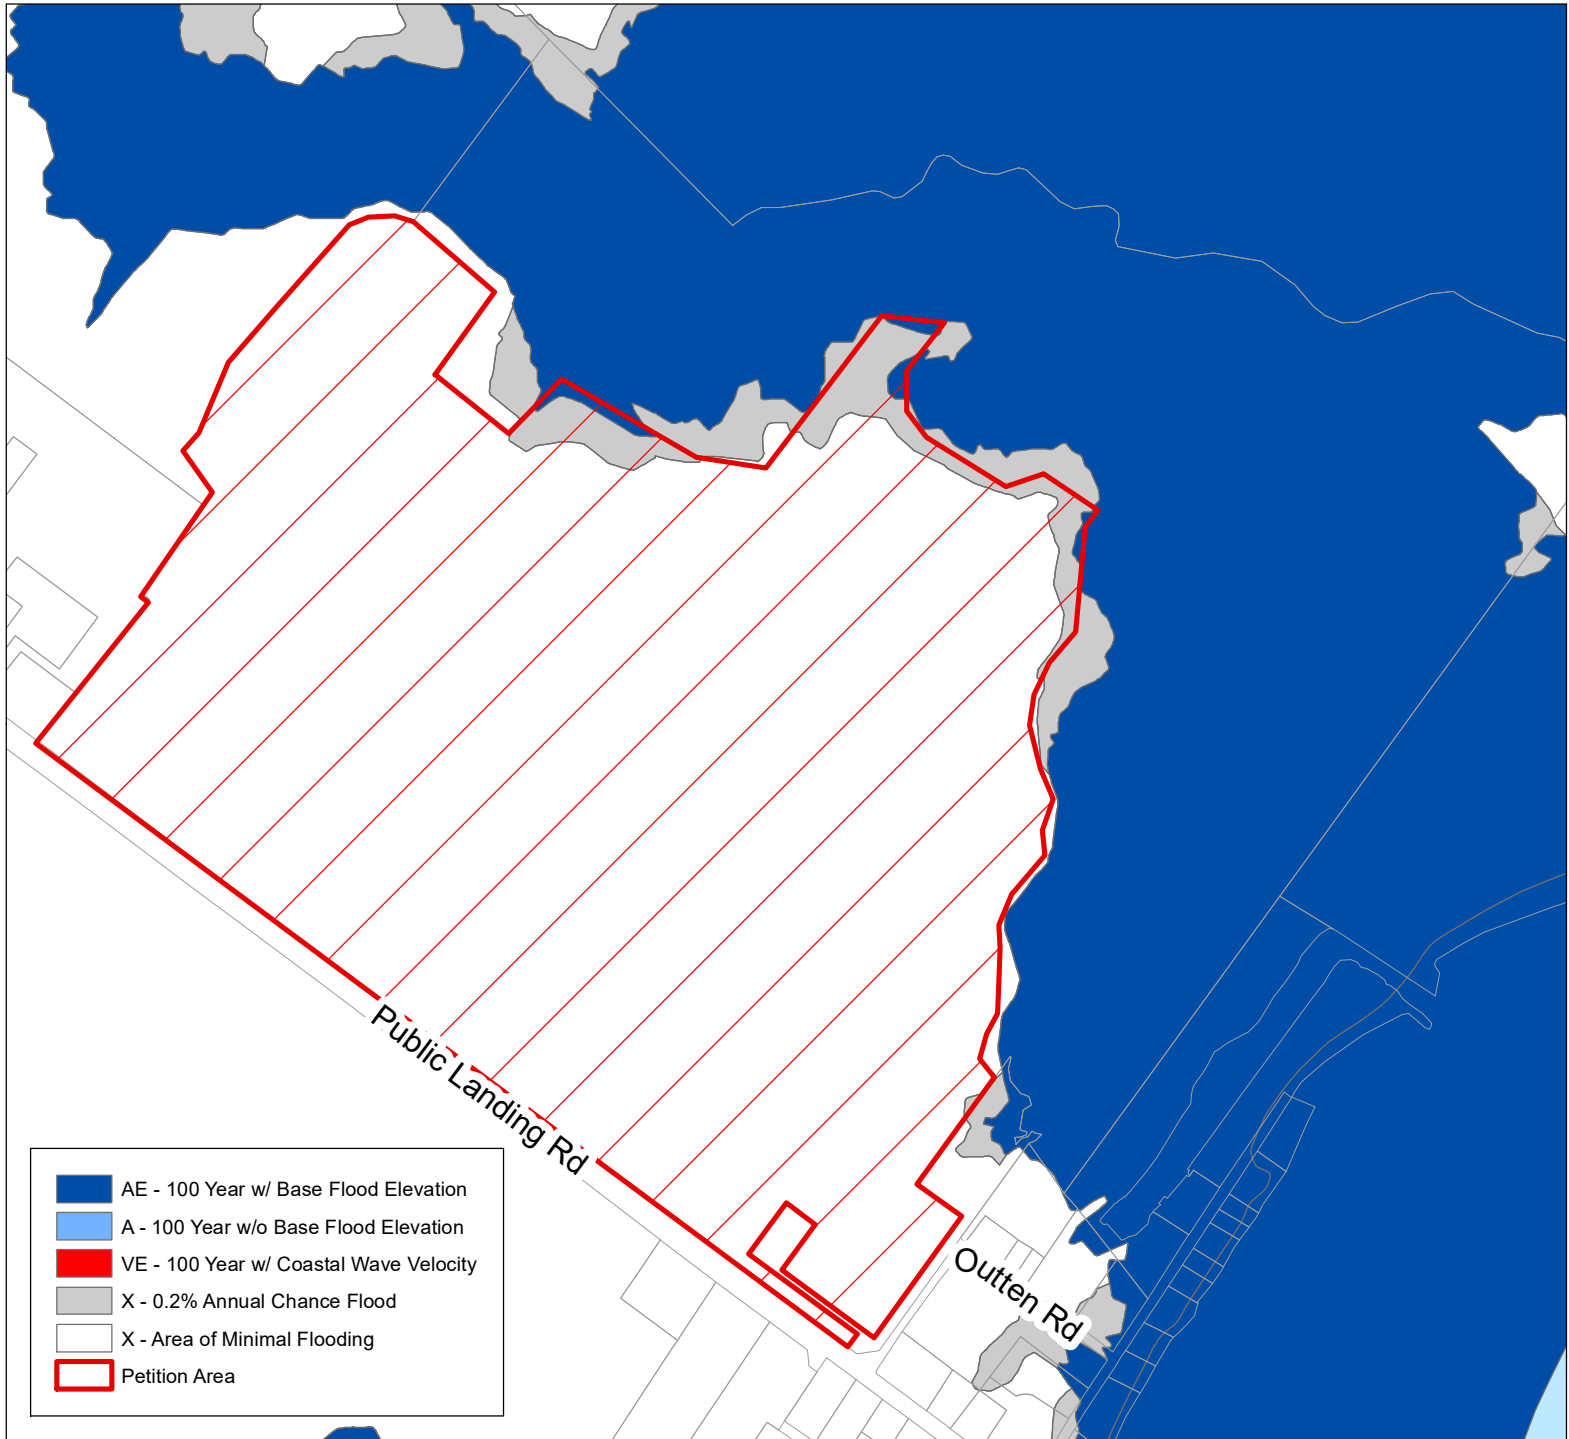 Public Landing Rd
Outten Rd
AE - 100 Year w/ Base Flood Elevation
A - 100 Year w/o Base Flood Elevation
VE - 100 Year w/ Coastal Wave Velocity
X - 0.2% Annual Chance Flood
X - Area of Minimal Flooding
Petition Area